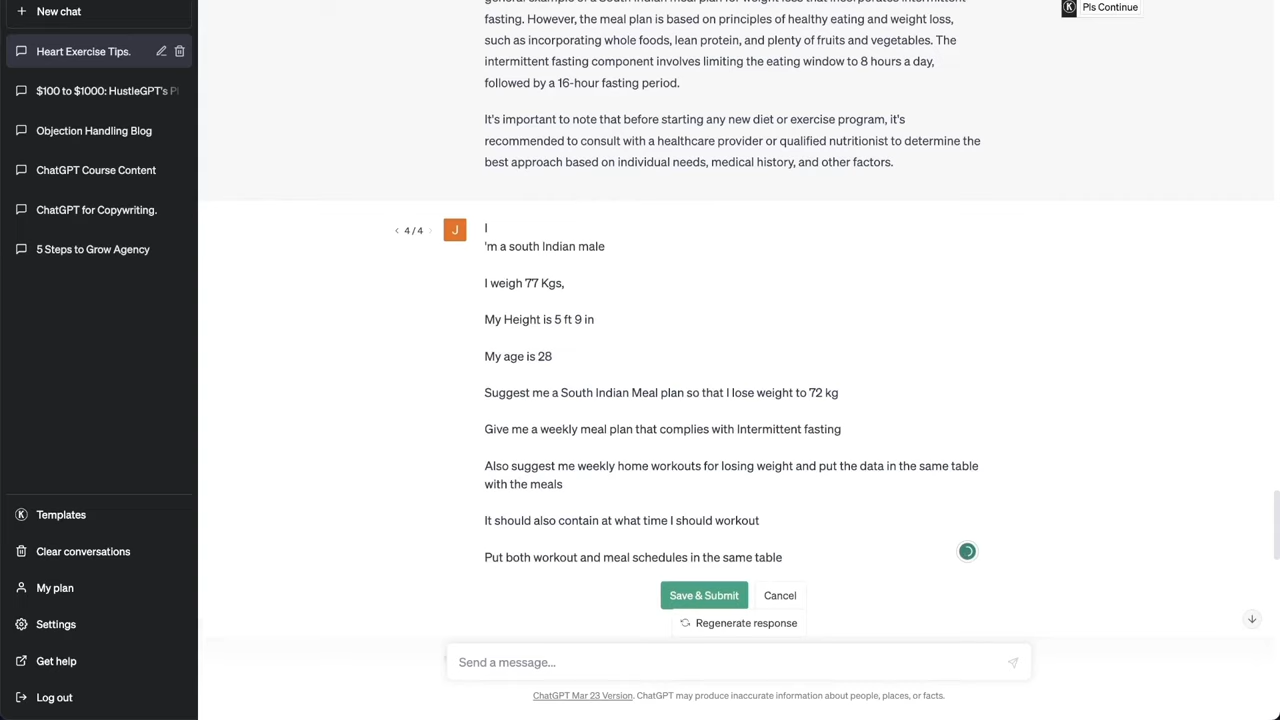 New chat
Heart Exercise Tips.
$100 to $1000: HustleGPT's Pl
Objection Handling Blog
ChatGPT Course Content
ChatGPT for Copywriting.
5 Steps to Grow Agency
Templates
Clear conversations
My plan
Settings
Get help
Log out
fasting. However, the meal plan is based on principles of healthy eating and weight loss,
such as incorporating whole foods, lean protein, and plenty of fruits and vegetables. The
intermittent fasting component involves limiting the eating window to 8 hours a day,
followed by a 16-hour fasting period.
It's important to note that before starting any new diet or exercise program, it's
recommended to consult with a healthcare provider or qualified nutritionist to determine the
best approach based on individual needs, medical history, and other factors.
K Pls Continue
< 4 / 4 >
J
I
'm a south Indian male
I weigh 77 Kgs,
My Height is 5 ft 9 in
My age is 28
Suggest me a South Indian Meal plan so that I lose weight to 72 kg
Give me a weekly meal plan that complies with Intermittent fasting
Also suggest me weekly home workouts for losing weight and put the data in the same table
with the meals
It should also contain at what time I should workout
Put both workout and meal schedules in the same table
Save & Submit
Cancel
Regenerate response
Send a message...
ChatGPT Mar 23 Version. ChatGPT may produce inaccurate information about people, places, or facts.